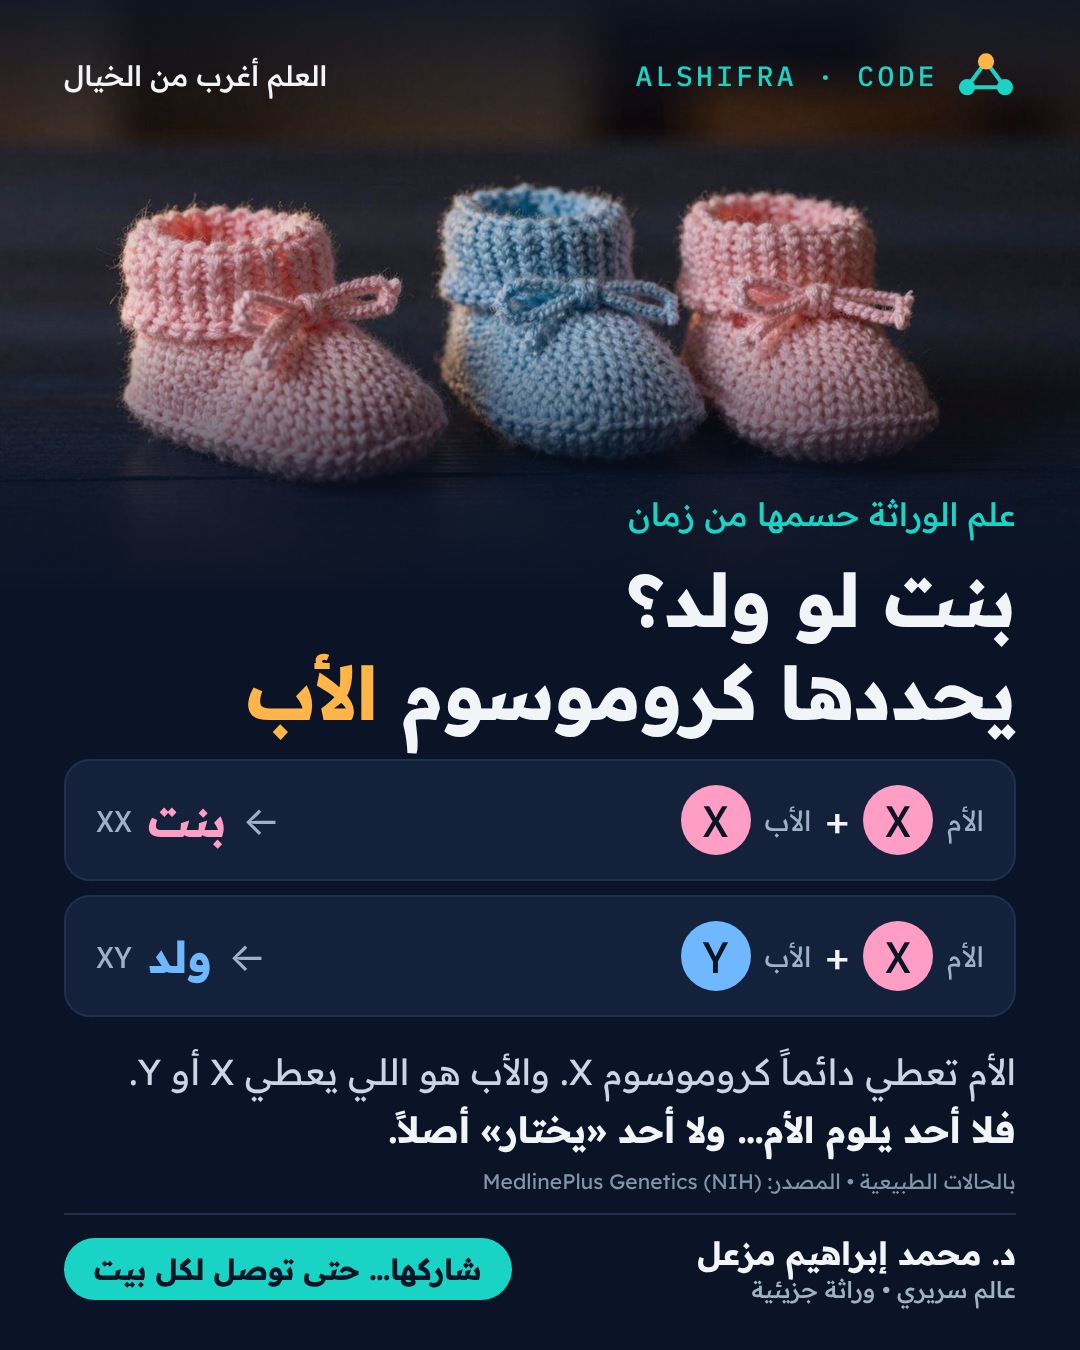 ALSHIFRA · CODE
العلم أغرب من الخيال
علم الوراثة حسمها من زمان
بنت لو ولد؟
يحددها كروموسوم الأب
الأم X + الأب X ← بنت XX
الأم X + الأب Y ← ولد XY
الأم تعطي دائماً كروموسوم X. والأب هو اللي يعطي X أو Y.
فلا أحد يلوم الأم... ولا أحد «يختار» أصلاً.
بالحالات الطبيعية • المصدر: MedlinePlus Genetics (NIH)
د. محمد إبراهيم مزعل
عالم سريري • وراثة جزيئية
شاركها... حتى توصل لكل بيت